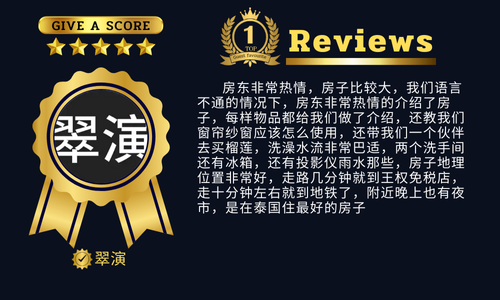 GIVE A SCORE
翠演
翠演
1
TOP
Reviews
房东非常热情，房子比较大，我们语言
不通的情况下，房东非常热情的介绍了房
子，每样物品都给我们做了介绍，还教我们
窗帘纱窗应该怎么使用，还带我们一个伙伴
去买榴莲，洗澡水流非常巴适，两个洗手间
还有冰箱，还有投影仪雨水那些，房子地理
位置非常好，走路几分钟就到王权免税店，
走十分钟左右就到地铁了，附近晚上也有夜
市，是在泰国住最好的房子